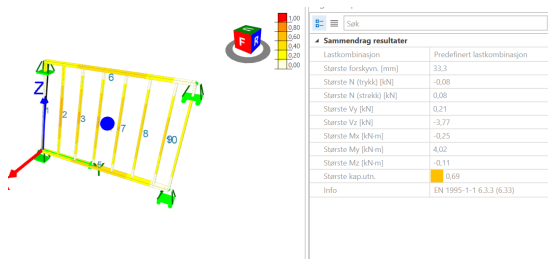 Søk
Sammendrag resultater
Lastkombinasjon Predefinert lastkombinasjon
Største forskyvn. [mm] 33,3
Største N (trykk) [kN] -0,08
Største N (strekk) [kN] 0,08
Største Vy [kN] 0,21
Største Vz [kN] -3,77
Største Mx [kN·m] -0,25
Største My [kN·m] 4,02
Største Mz [kN·m] -0,11
Største kap.utn. 0,69
Info EN 1995-1-1 6.3.3 (6.33)
1,00
0,80
0,60
0,40
0,20
0,00
F R
Z
6
1 2 3 7 8 10
5